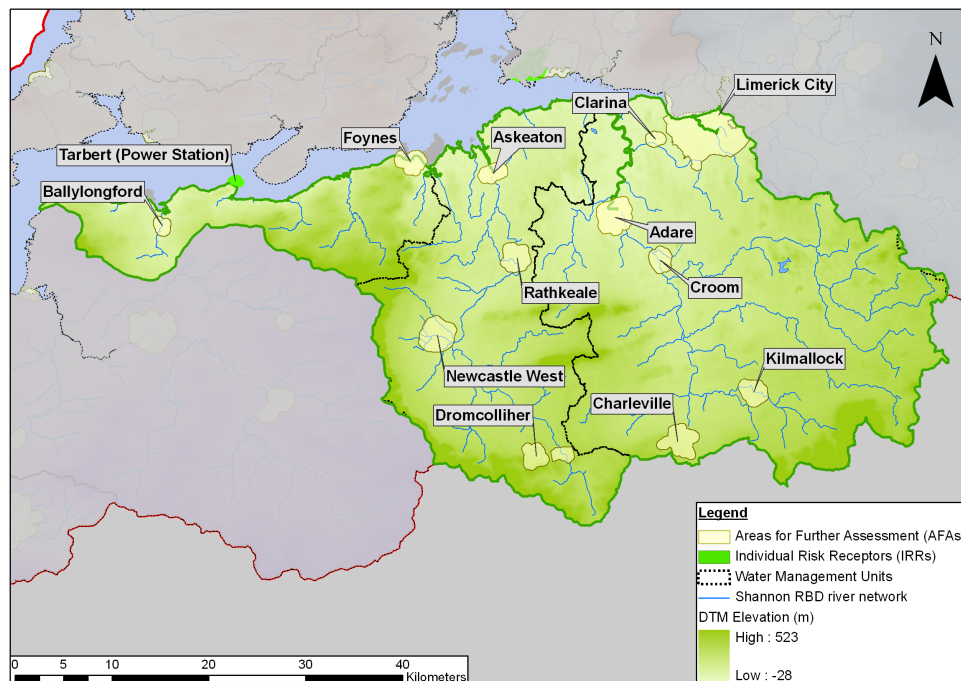 N
Limerick City
Clarina
Foynes
Askeaton
Tarbert (Power Station)
Ballylongford
Adare
Rathkeale
Croom
Kilmallock
Newcastle West
Dromcolliher
Charleville
Legend
Areas for Further Assessment (AFAs
Individual Risk Receptors (IRRs)
Water Management Units
Shannon RBD river network
DTM Elevation (m)
High : 523
Low : -28
0 5 10 20 30 40
Kilometers